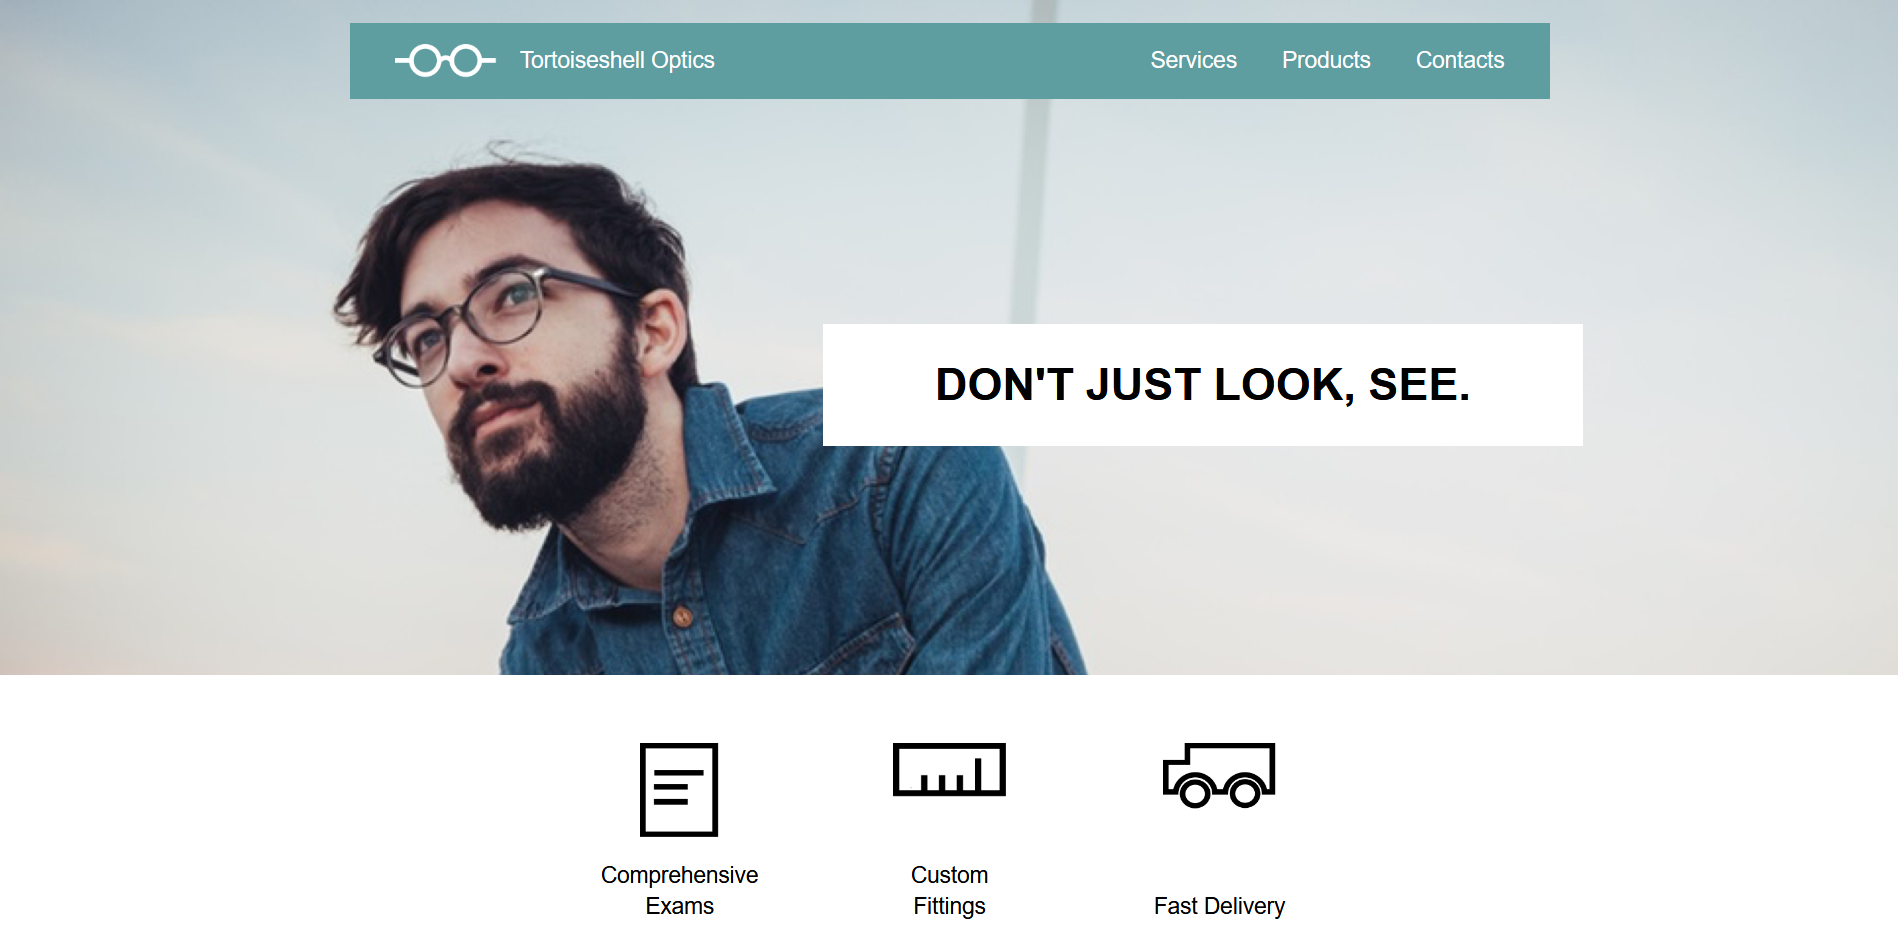 Tortoiseshell Optics
Services
Products
Contacts
DON'T JUST LOOK, SEE.
Comprehensive
Exams
Custom
Fittings
Fast Delivery